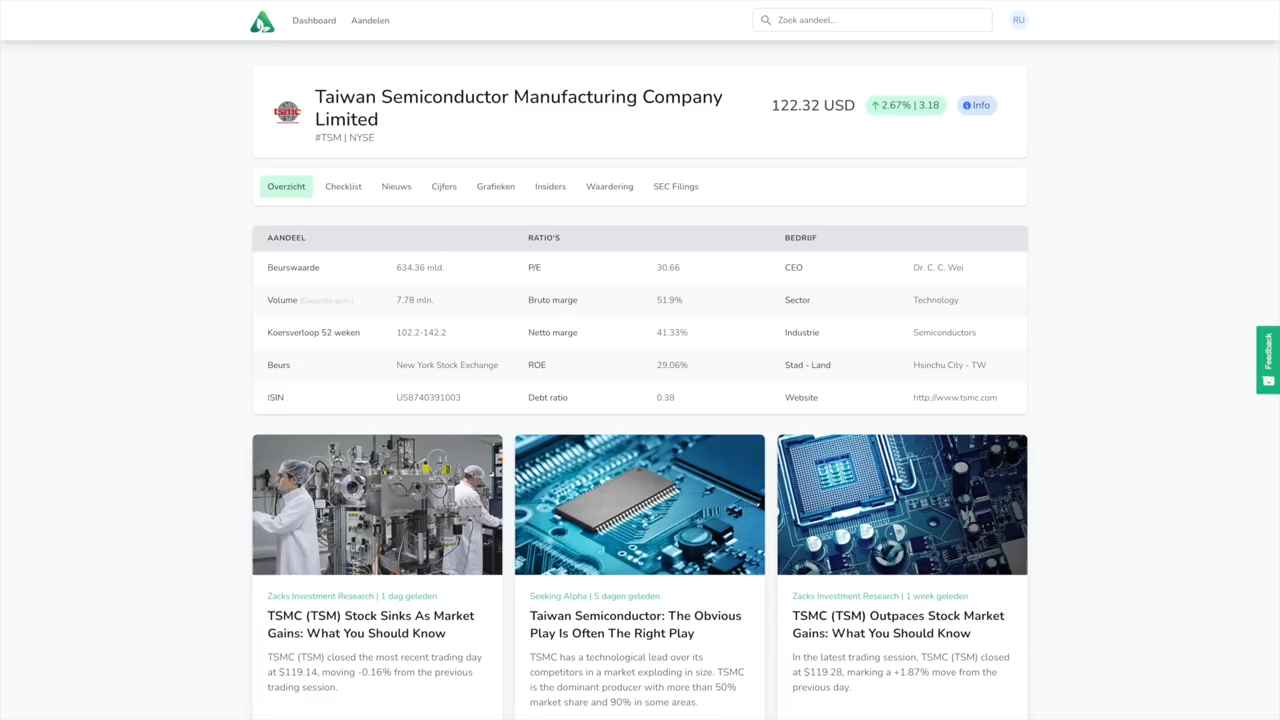 Dashboard Aandelen Zoek aandeel... RU
tsmc
Taiwan Semiconductor Manufacturing Company
Limited
#TSM | NYSE
122.32 USD ↑ 2.67% | 3.18 Info
Overzicht Checklist Nieuws Cijfers Grafieken Insiders Waardering SEC Filings
AANDEEL RATIO'S BEDRIJF
Beurswaarde 634.36 mld. P/E 30.66 CEO Dr. C. C. Wei
Volume (Dagelijks gem.) 7.78 mln. Bruto marge 51.9% Sector Technology
Koersverloop 52 weken 102.2-142.2 Netto marge 41.33% Industrie Semiconductors
Beurs New York Stock Exchange ROE 29.06% Stad - Land Hsinchu City - TW
ISIN US8740391003 Debt ratio 0.38 Website http://www.tsmc.com
Feedback
Zacks Investment Research | 1 dag geleden
TSMC (TSM) Stock Sinks As Market
Gains: What You Should Know
TSMC (TSM) closed the most recent trading day
at $119.14, moving -0.16% from the previous
trading session.
Seeking Alpha | 5 dagen geleden
Taiwan Semiconductor: The Obvious
Play Is Often The Right Play
TSMC has a technological lead over its
competitors in a market exploding in size. TSMC
is the dominant producer with more than 50%
market share and 90% in some areas.
Zacks Investment Research | 1 week geleden
TSMC (TSM) Outpaces Stock Market
Gains: What You Should Know
In the latest trading session, TSMC (TSM) closed
at $119.28, marking a +1.87% move from the
previous day.